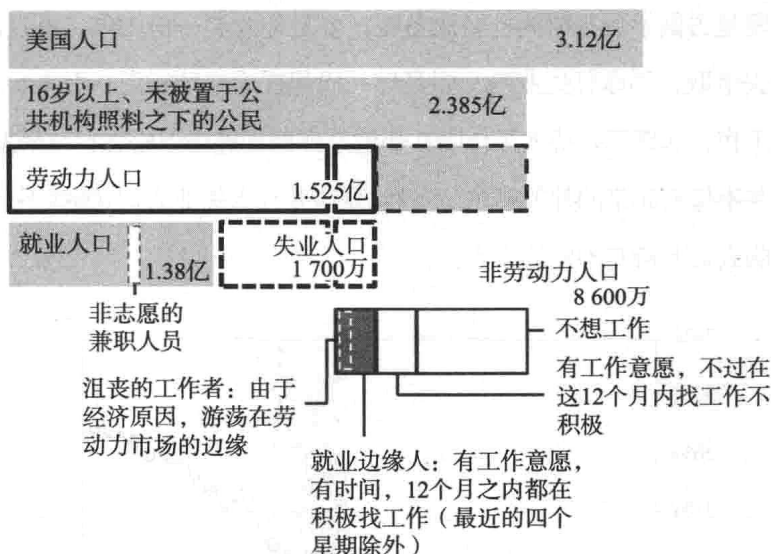 美国人口
3.12亿
16岁以上、未被置于公
共机构照料之下的公民
2.385亿
劳动力人口
1.525亿
就业人口
1.38亿
失业人口
1 700万
非劳动力人口
8 600万
非志愿的
兼职人员
不想工作
有工作意愿，不过在
这12个月内找工作不
积极
沮丧的工作者：由于
经济原因，游荡在劳
动力市场的边缘
就业边缘人：有工作意愿，
有时间，12个月之内都在
积极找工作（最近的四个
星期除外）